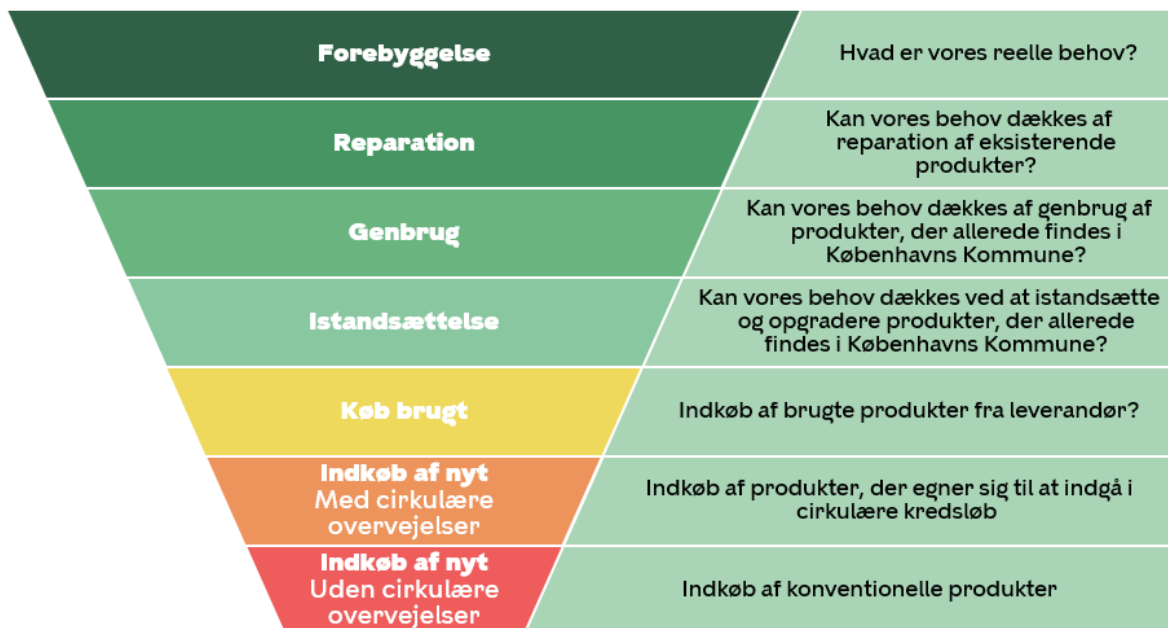 Forebyggelse
Hvad er vores reelle behov?
Reparation
Kan vores behov dækkes af
reparation af eksisterende
produkter?
Genbrug
Kan vores behov dækkes af genbrug af
produkter, der allerede findes i
Københavns Kommune?
Istandsættelse
Kan vores behov dækkes ved at istandsætte
og opgradere produkter, der allerede
findes i Københavns Kommune?
Køb brugt
Indkøb af brugte produkter fra leverandør?
Indkøb af nyt
Med cirkulære
overvejelser
Indkøb af produkter, der egner sig til at indgå i
cirkulære kredsløb
Indkøb af nyt
Uden cirkulære
overvejelser
Indkøb af konventionelle produkter